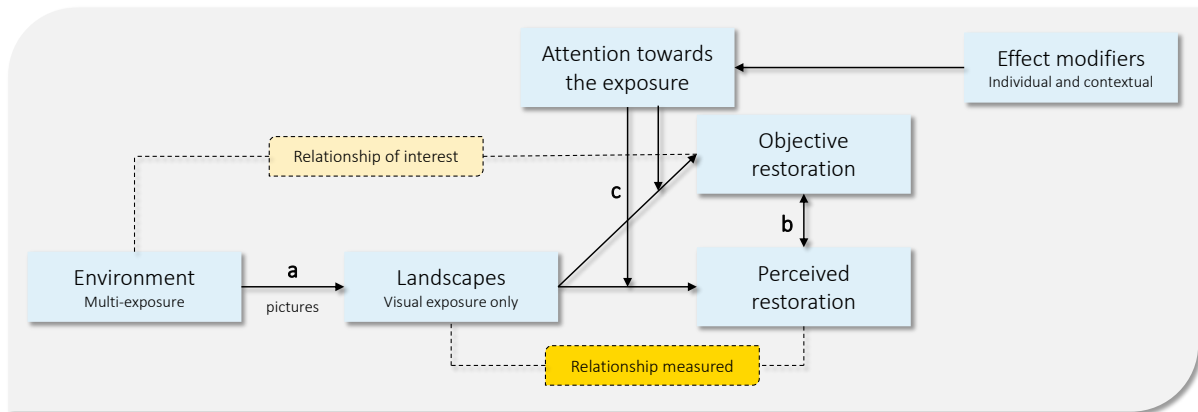 Attention towards
the exposure
Effect modifiers
Individual and contextual
Relationship of interest
Objective
restoration
c
b
Environment
Multi-exposure
a
pictures
Landscapes
Visual exposure only
Perceived
restoration
Relationship measured